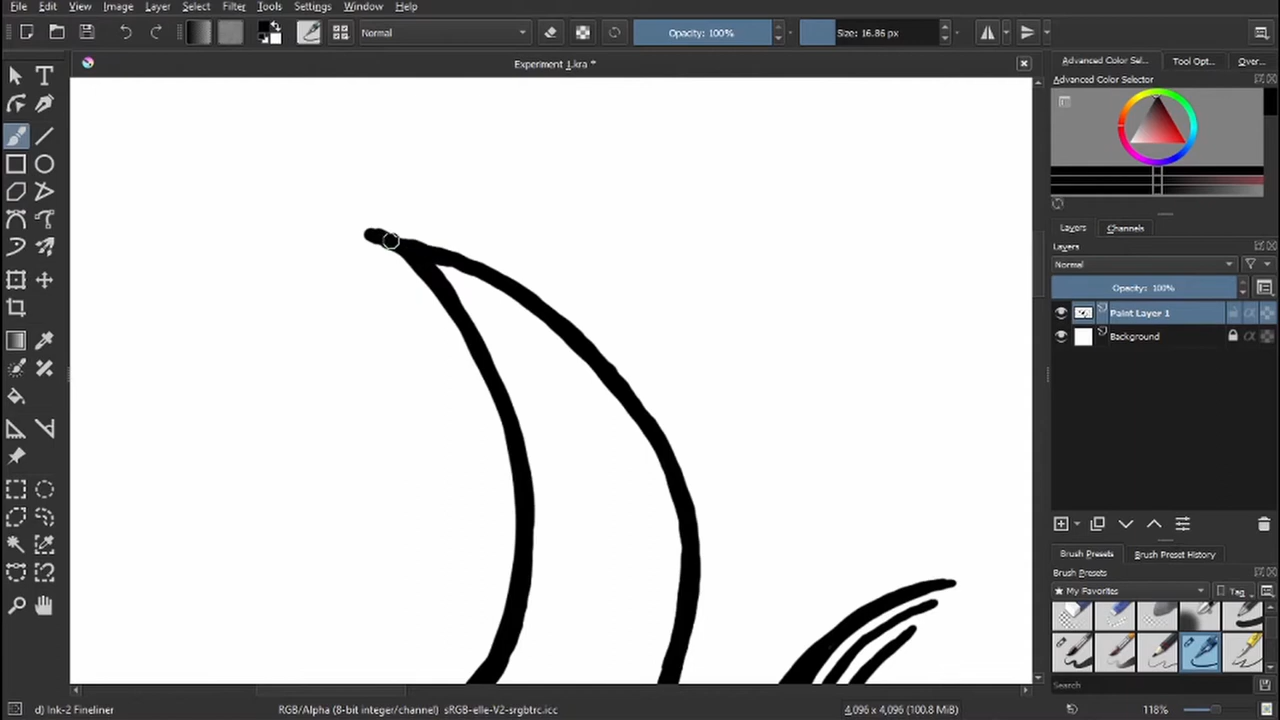 File Edit View Image Layer Select Filter Tools Settings Window Help
Normal Opacity: 100% Size: 16.86 px
Experiment 1.kra *
Advanced Color Sel... Tool Opt... Over...
Advanced Color Selector
Layers Channels
Layers
Normal
Opacity: 100%
Paint Layer 1
Background
Brush Presets Brush Preset History
Brush Presets
★ My Favorites Tag
Search
d) Ink-2 Fineliner RGB/Alpha (8-bit integer/channel) sRGB-elle-V2-srgbtrc.icc 4,096 x 4,096 (100.8 MiB) 118%